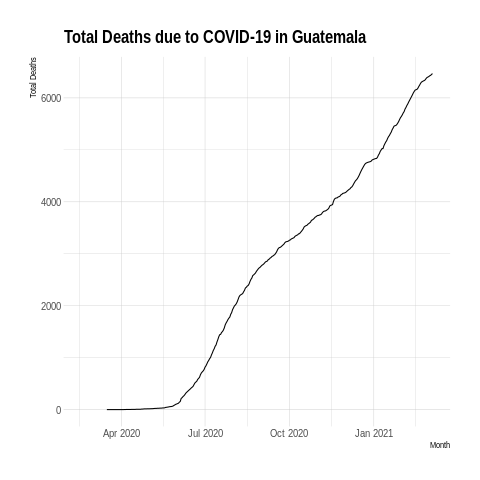 Total Deaths due to COVID-19 in Guatemala
Total Deaths
6000
4000
2000
0
Apr 2020 Jul 2020 Oct 2020 Jan 2021
Month